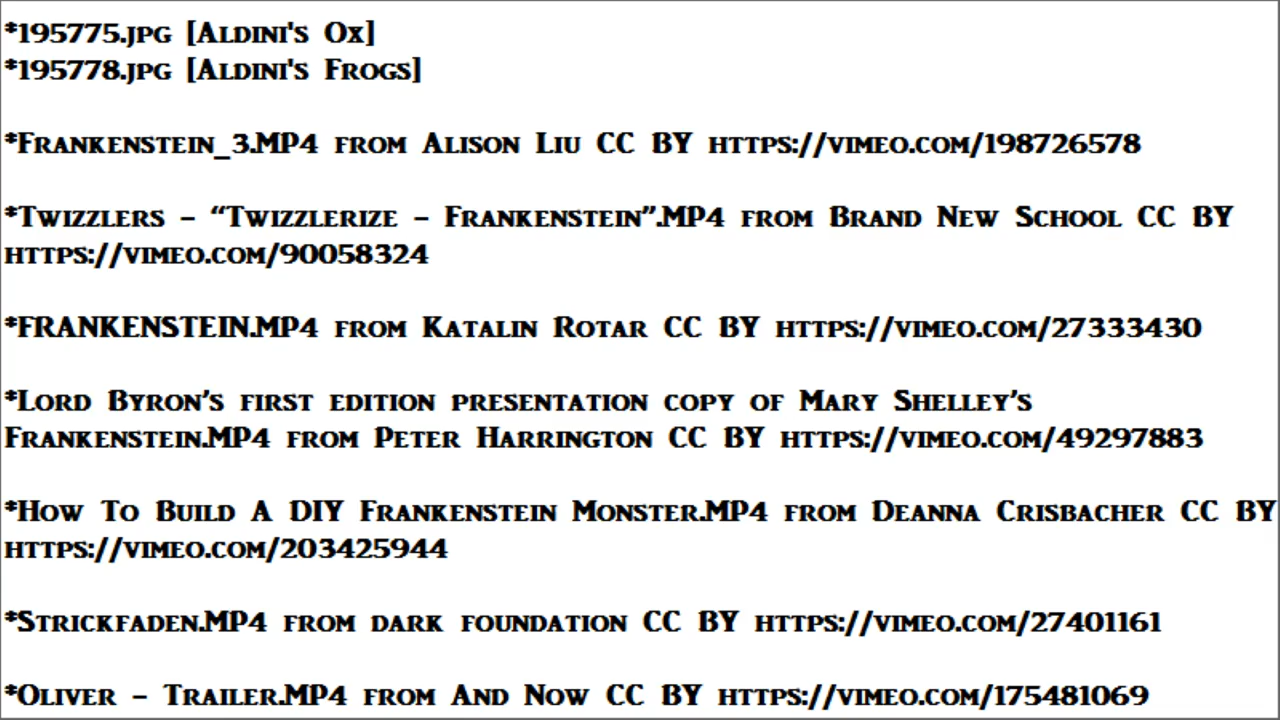 *195775.jpg [Aldini's Ox]
*195778.jpg [Aldini's Frogs]
*Frankenstein_3.MP4 from Alison Liu CC BY https://vimeo.com/198726578
*Twizzlers – “Twizzlerize – Frankenstein”.MP4 from Brand New School CC BY
https://vimeo.com/90058324
*FRANKENSTEIN.MP4 from Katalin Rotar CC BY https://vimeo.com/27333430
*Lord Byron’s first edition presentation copy of Mary Shelley’s
Frankenstein.MP4 from Peter Harrington CC BY https://vimeo.com/49297883
*How To Build A DIY Frankenstein Monster.MP4 from Deanna Crisbacher CC BY
https://vimeo.com/203425944
*Strickfaden.MP4 from dark foundation CC BY https://vimeo.com/27401161
*Oliver – Trailer.MP4 from And Now CC BY https://vimeo.com/175481069